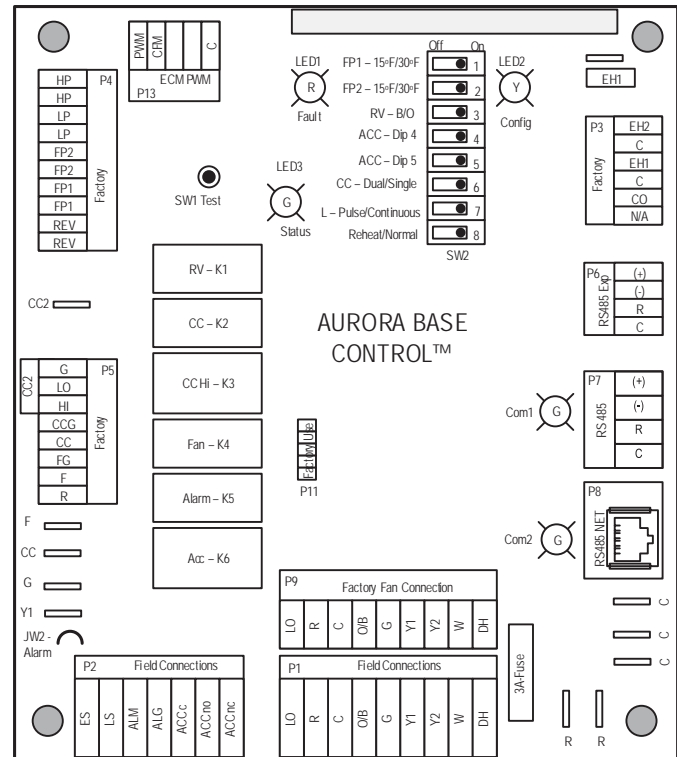 PWM
CFM
C
ECM PWM
P13
P4
HP
HP
LP
LP
FP2
FP2
FP1
FP1
REV
REV
Factory
SW1 Test
LED1
R
Fault
LED3
G
Status
Off On
FP1 – 15ºF/30ºF 1
FP2 – 15ºF/30ºF 2
RV – B/O 3
ACC – Dip 4 4
ACC – Dip 5 5
CC – Dual/Single 6
L – Pulse/Continuous 7
Reheat/Normal 8
SW2
LED2
Y
Config
EH1
P3
EH2
C
EH1
C
CO
N/A
Factory
P6
RS485 Exp
(+)
(-)
R
C
P7
RS 485
(+)
(-)
R
C
Com1
G
P8
RS485 NET
Com2
G
AURORA BASE
CONTROL™
RV – K1
CC – K2
CC Hi – K3
Fan – K4
Alarm – K5
Acc – K6
CC2
CC2
P5
G
LO
HI
CCG
CC
FG
F
R
Factory
Factory Use
P11
F
CC
G
Y1
JW2 -
Alarm
P9
Factory Fan Connection
LO
R
C
O/B
G
Y1
Y2
W
DH
P2
Field Connections
ES
LS
ALM
ALG
ACCc
ACCno
ACCnc
P1
Field Connections
LO
R
C
O/B
G
Y1
Y2
W
DH
3A-Fuse
C
C
C
R
R